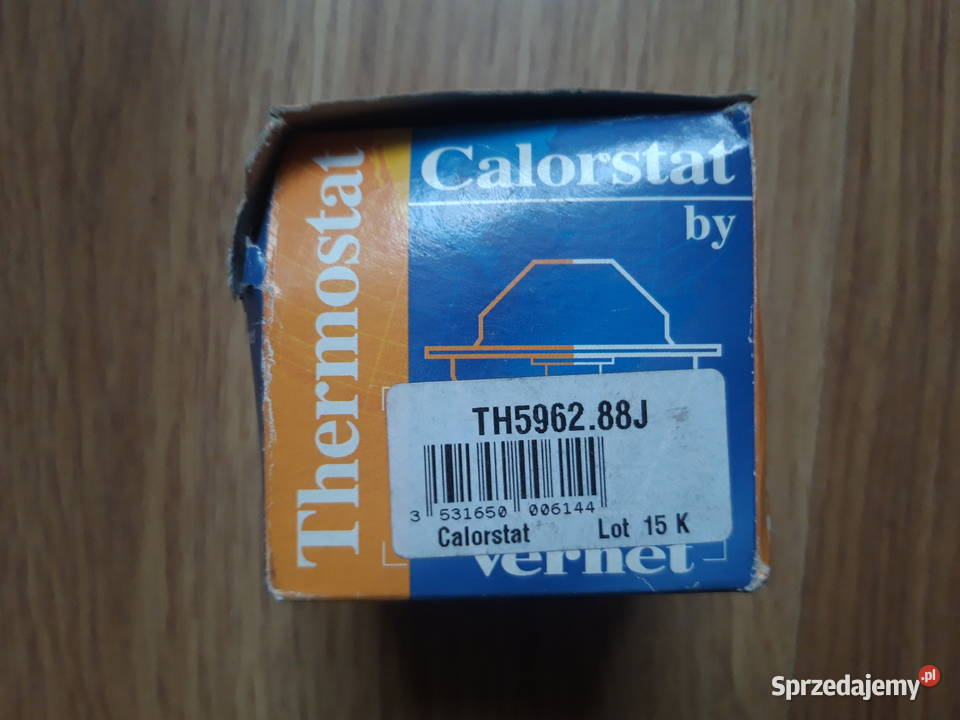 Thermostat
Calorstat
by
TH5962.88J
3 531650 006144
Calorstat Lot 15 K
vernet
Sprzedajemy.pl